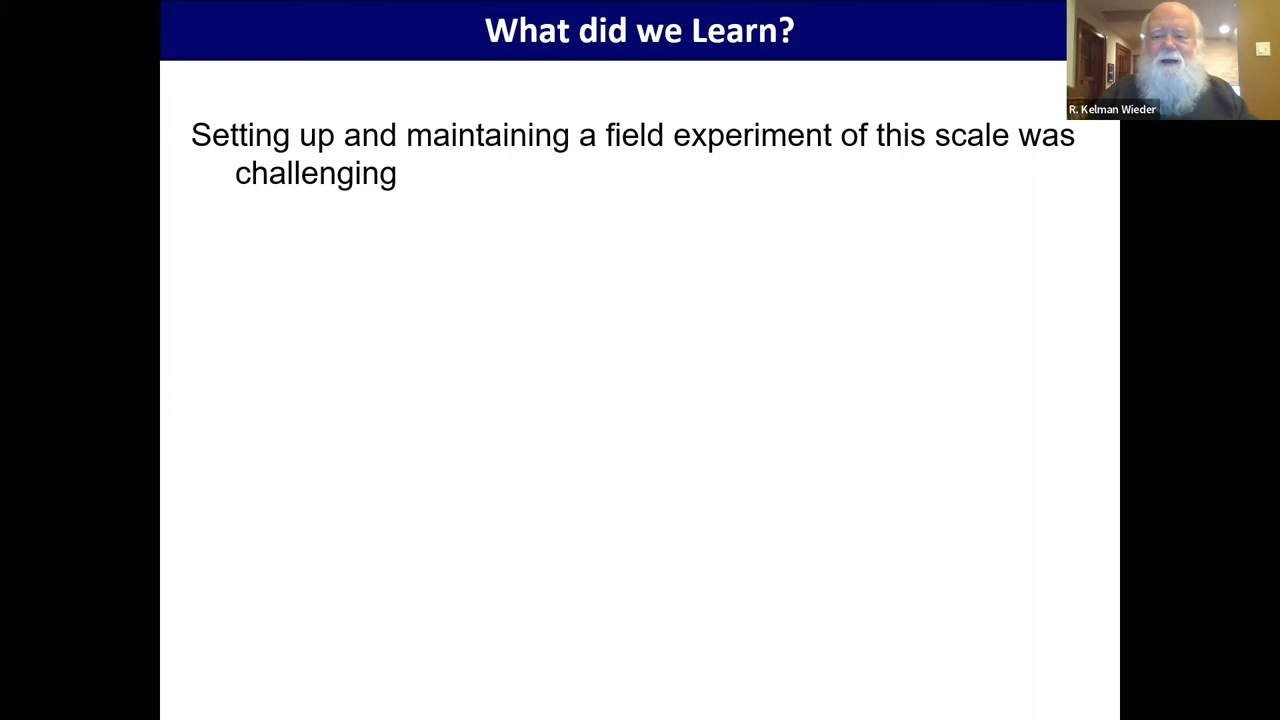 What did we Learn?
R. Kelman Wieder
Setting up and maintaining a field experiment of this scale was
challenging